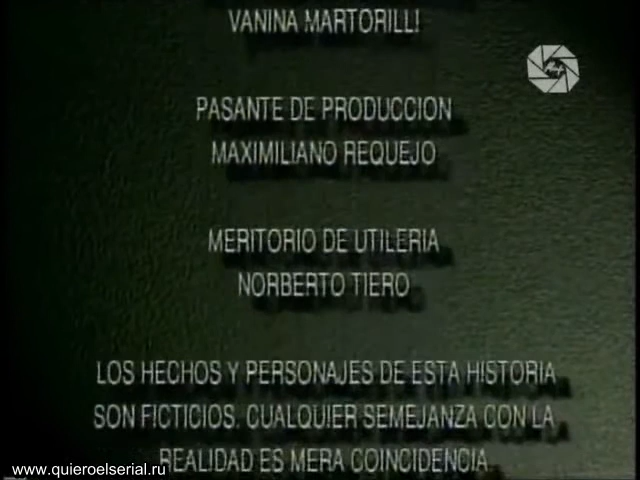 VANINA MARTORILLI
PASANTE DE PRODUCCION
MAXIMILIANO REQUEJO
MERITORIO DE UTILERIA
NORBERTO TIERO
LOS HECHOS Y PERSONAJES DE ESTA HISTORIA
SON FICTICIOS. CUALQUIER SEMEJANZA CON LA
REALIDAD ES MERA COINCIDENCIA.
www.quieroelserial.ru